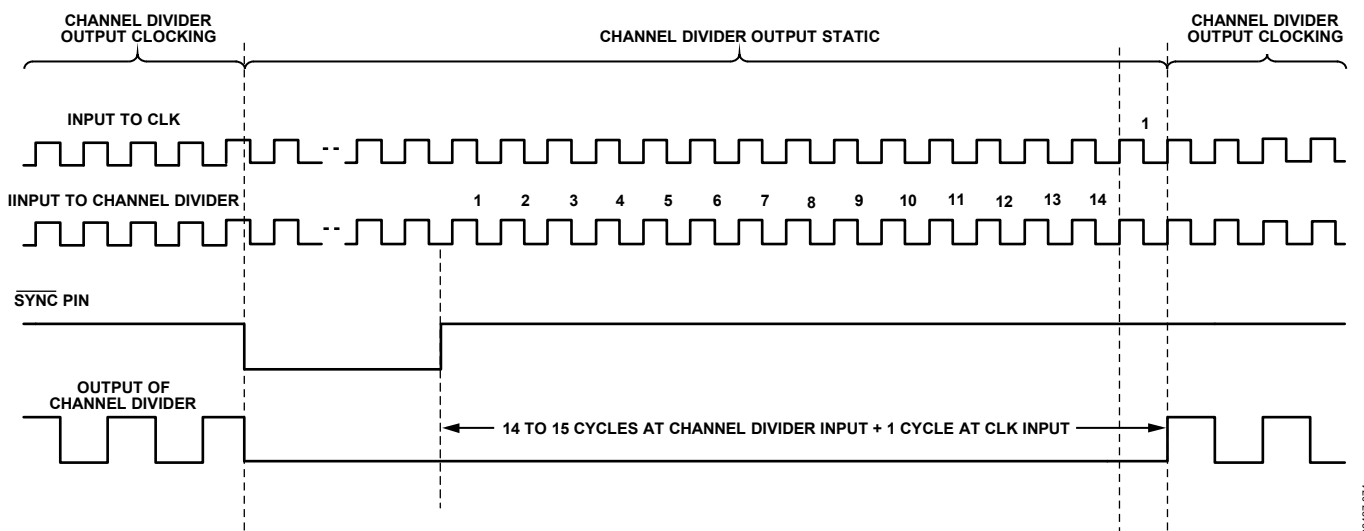 CHANNEL DIVIDER
OUTPUT CLOCKING
CHANNEL DIVIDER OUTPUT STATIC
CHANNEL DIVIDER
OUTPUT CLOCKING
INPUT TO CLK
1
IINPUT TO CHANNEL DIVIDER
1 2 3 4 5 6 7 8 9 10 11 12 13 14
SYNC PIN
OUTPUT OF
CHANNEL DIVIDER
14 TO 15 CYCLES AT CHANNEL DIVIDER INPUT + 1 CYCLE AT CLK INPUT